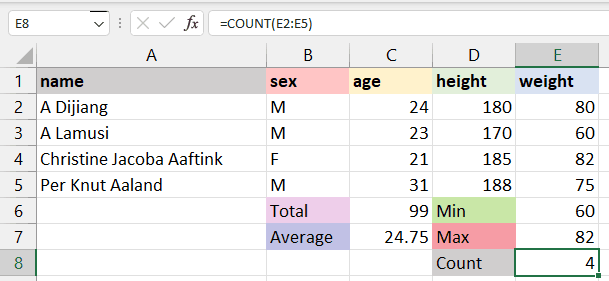 E8 fx =COUNT(E2:E5)
A B C D E
1 name sex age height weight
2 A Dijiang M 24 180 80
3 A Lamusi M 23 170 60
4 Christine Jacoba Aaftink F 21 185 82
5 Per Knut Aaland M 31 188 75
6 Total 99 Min 60
7 Average 24.75 Max 82
8 Count 4